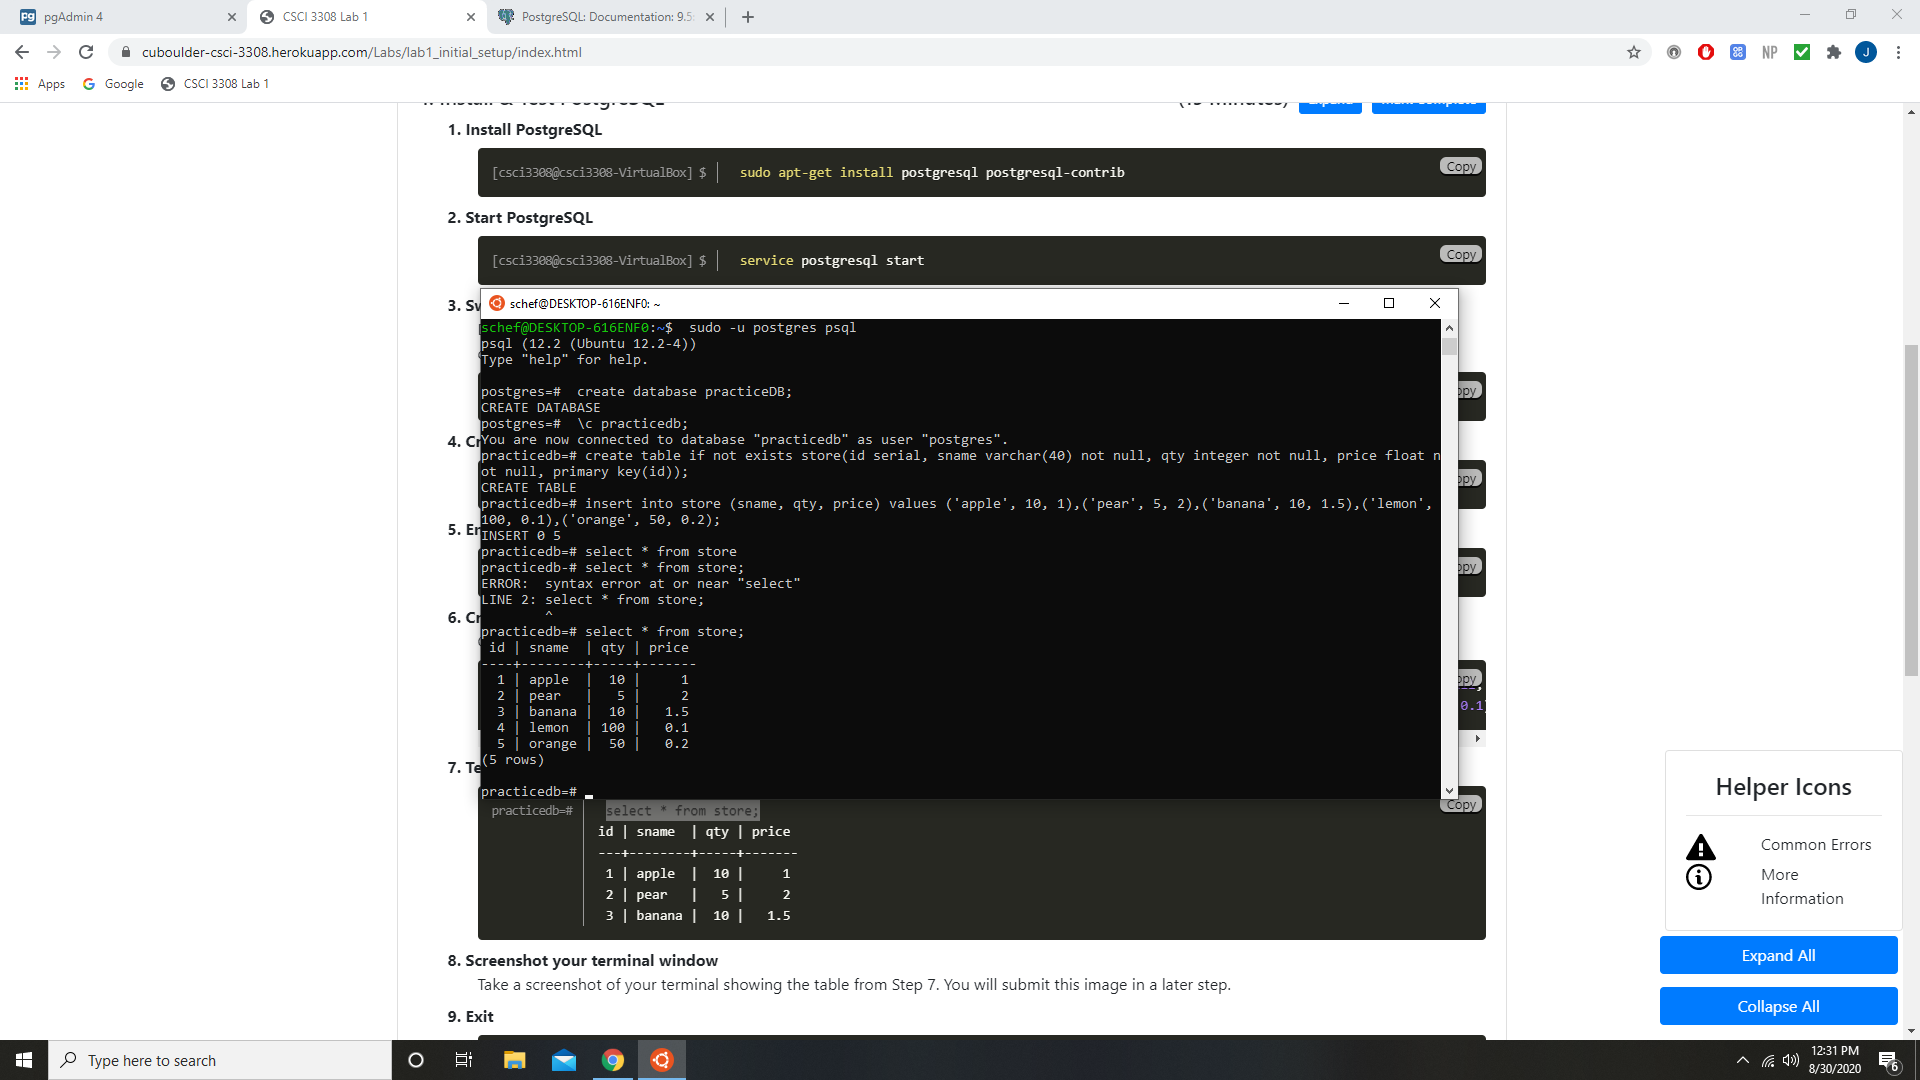 pgAdmin 4
CSCI 3308 Lab 1
PostgreSQL: Documentation: 9.5:
cuboulder-csci-3308.herokuapp.com/Labs/lab1_initial_setup/index.html
NP
J
Apps
Google
CSCI 3308 Lab 1
1. Install PostgreSQL
[csci3308@csci3308-VirtualBox] $ sudo apt-get install postgresql postgresql-contrib
Copy
2. Start PostgreSQL
[csci3308@csci3308-VirtualBox] $ service postgresql start
Copy
3. Sw
4. Cr
5. En
6. Cr
7. Te
schef@DESKTOP-616ENF0: ~
schef@DESKTOP-616ENF0:~$  sudo -u postgres psql
psql (12.2 (Ubuntu 12.2-4))
Type "help" for help.
postgres=#  create database practiceDB;
CREATE DATABASE
postgres=#  \c practicedb;
You are now connected to database "practicedb" as user "postgres".
practicedb=# create table if not exists store(id serial, sname varchar(40) not null, qty integer not null, price float n
ot null, primary key(id));
CREATE TABLE
practicedb=# insert into store (sname, qty, price) values ('apple', 10, 1),('pear', 5, 2),('banana', 10, 1.5),('lemon',
100, 0.1),('orange', 50, 0.2);
INSERT 0 5
practicedb=# select * from store
practicedb-# select * from store;
ERROR:  syntax error at or near "select"
LINE 2: select * from store;
        ^
practicedb=# select * from store;
 id | sname  | qty | price
----+--------+-----+-------
  1 | apple  |  10 |     1
  2 | pear   |   5 |     2
  3 | banana |  10 |   1.5
  4 | lemon  | 100 |   0.1
  5 | orange |  50 |   0.2
(5 rows)
practicedb=#
opy
opy
opy
opy
opy
0.1)
practicedb=# select * from store;
Copy
id | sname  | qty | price
---+--------+-----+-------
 1 | apple  |  10 |     1
 2 | pear   |   5 |     2
 3 | banana |  10 |   1.5
8. Screenshot your terminal window
Take a screenshot of your terminal showing the table from Step 7. You will submit this image in a later step.
9. Exit
Helper Icons
Common Errors
More
Information
Expand All
Collapse All
Type here to search
12:31 PM
8/30/2020
6